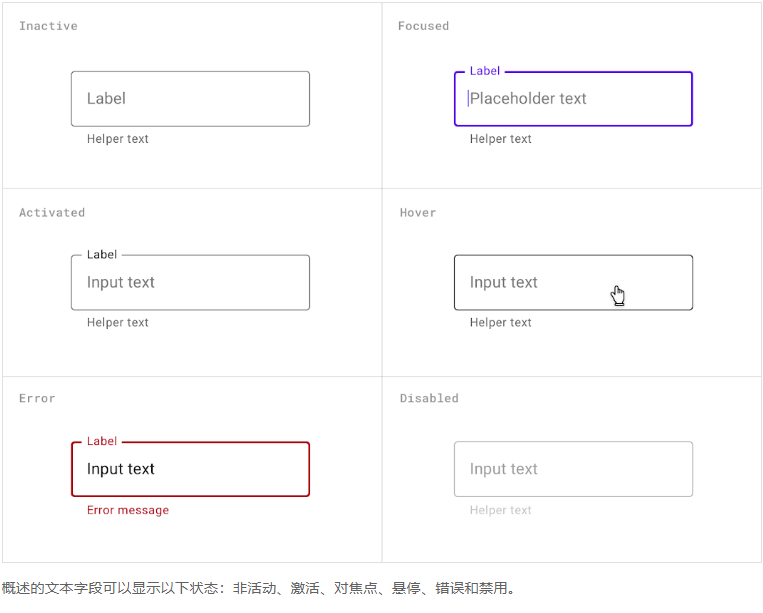 Inactive
Focused
Label
Label
Placeholder text
Helper text
Helper text
Activated
Hover
Label
Input text
Input text
Helper text
Helper text
Error
Disabled
Label
Input text
Input text
Error message
Helper text
概述的文本字段可以显示以下状态：非活动、激活、对焦点、悬停、错误和禁用。